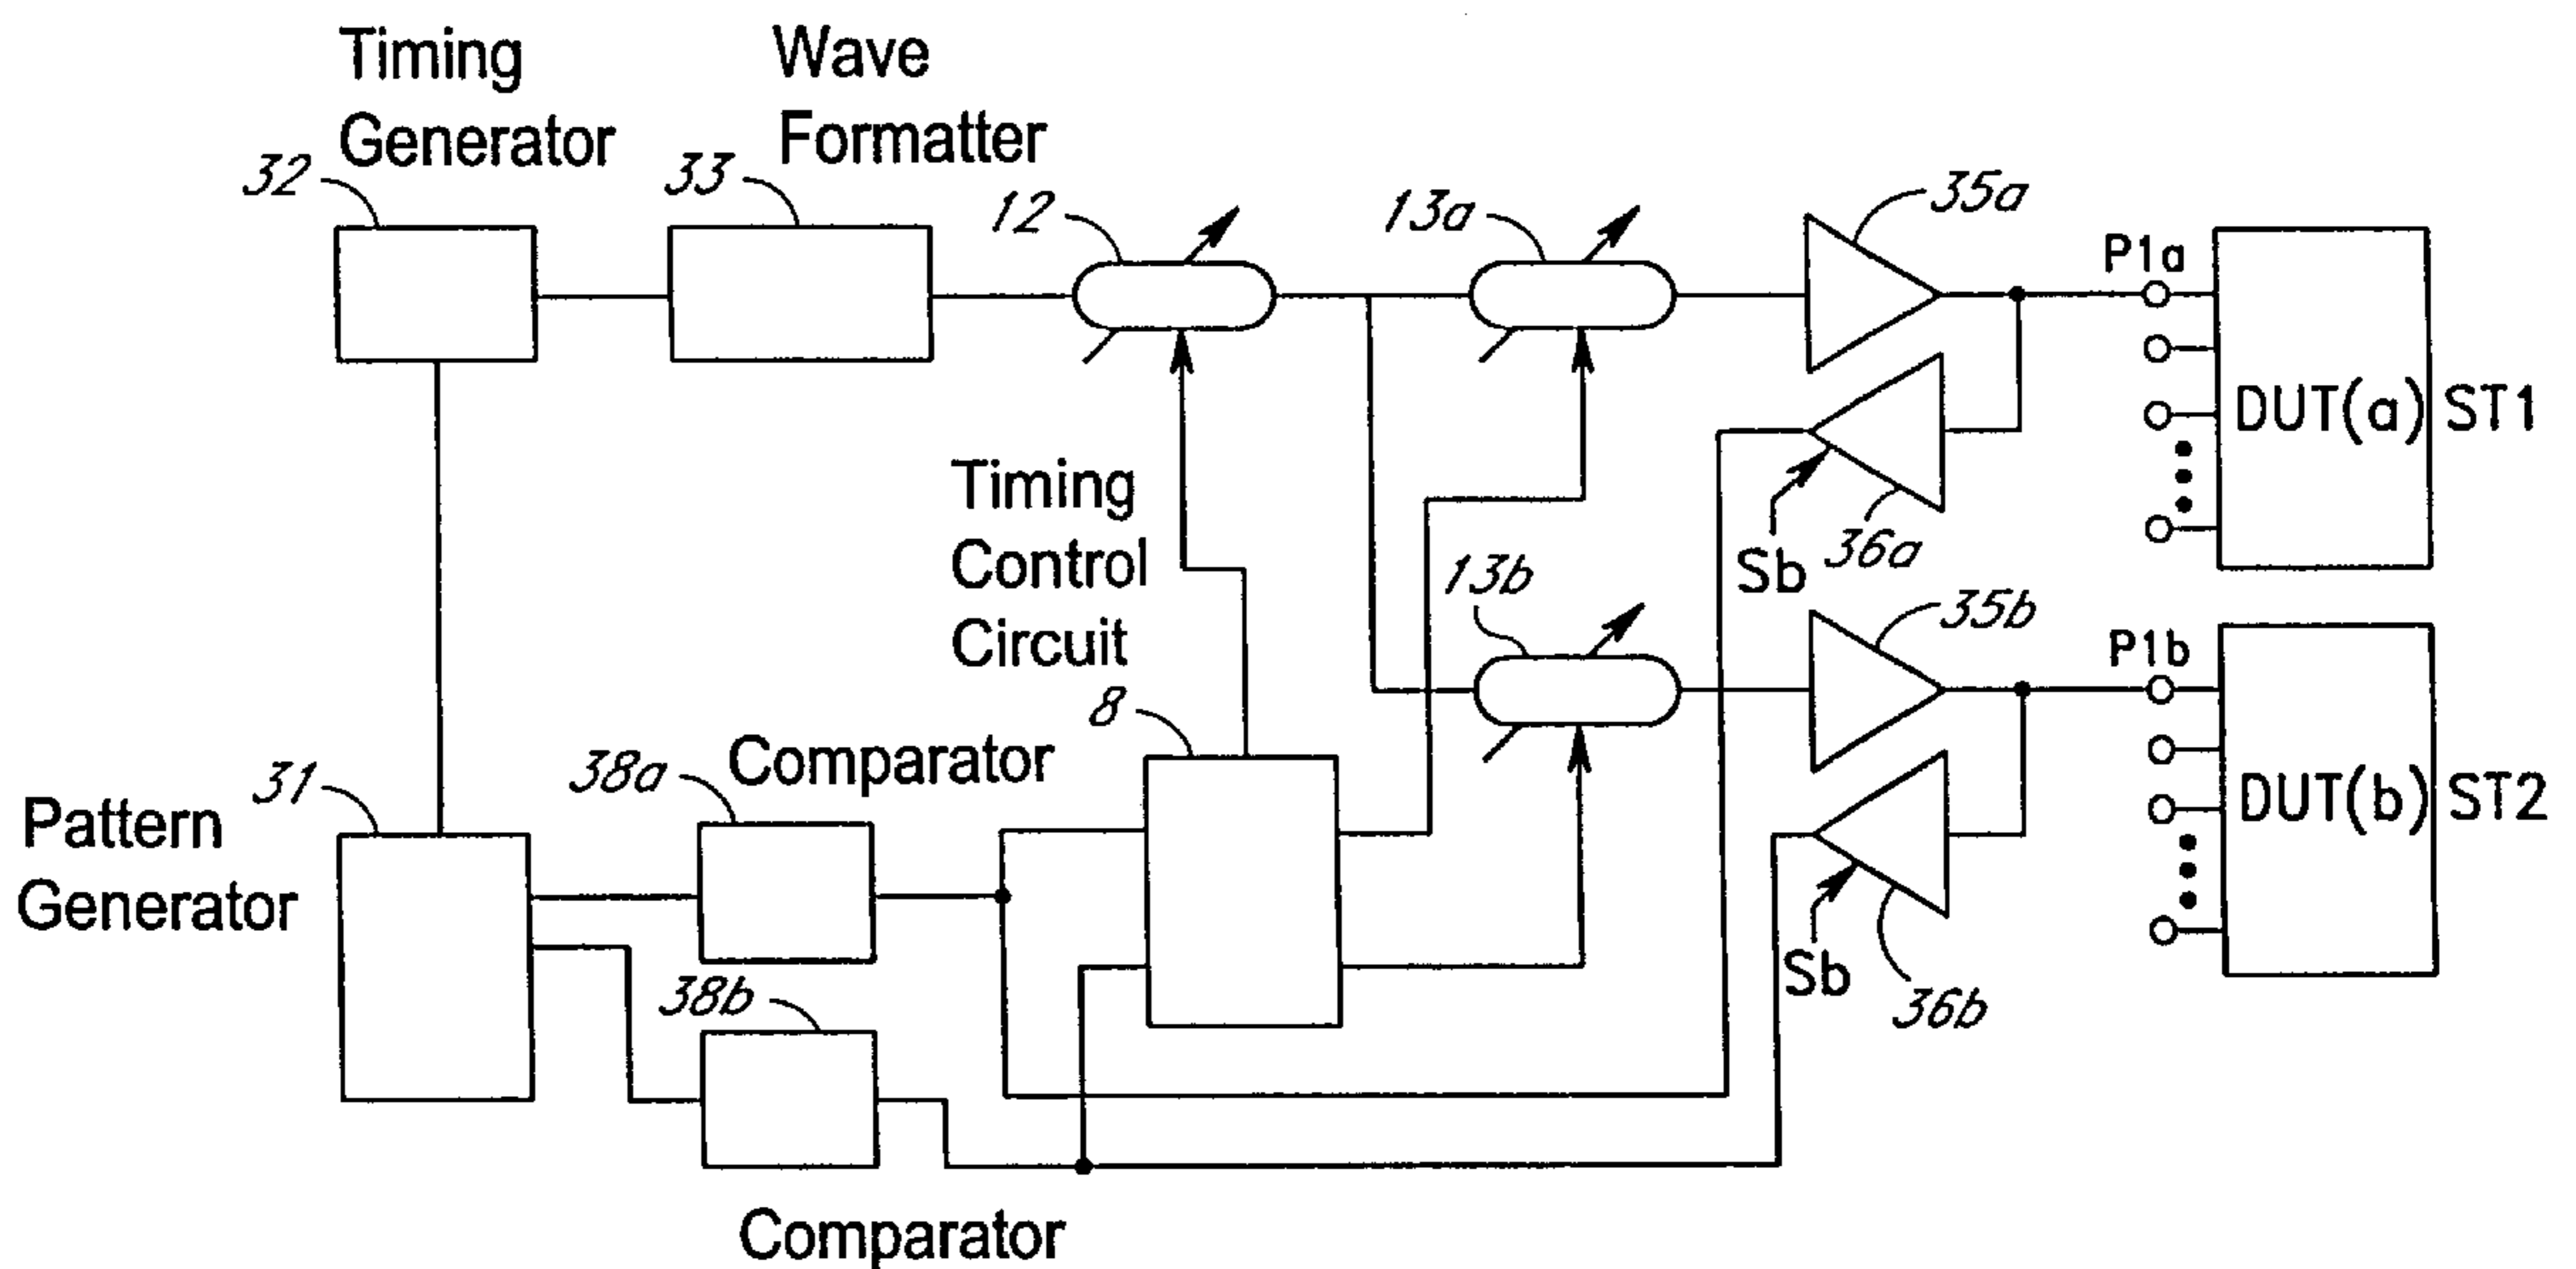 Timing
Generator
Wave
Formatter
32
33
12
13a
35a
P1a
DUT(a) ST1
36a
Sb
Timing
Control
Circuit
13b
35b
P1b
DUT(b) ST2
8
Comparator
38a
31
Pattern
Generator
38b
Sb
36b
Comparator